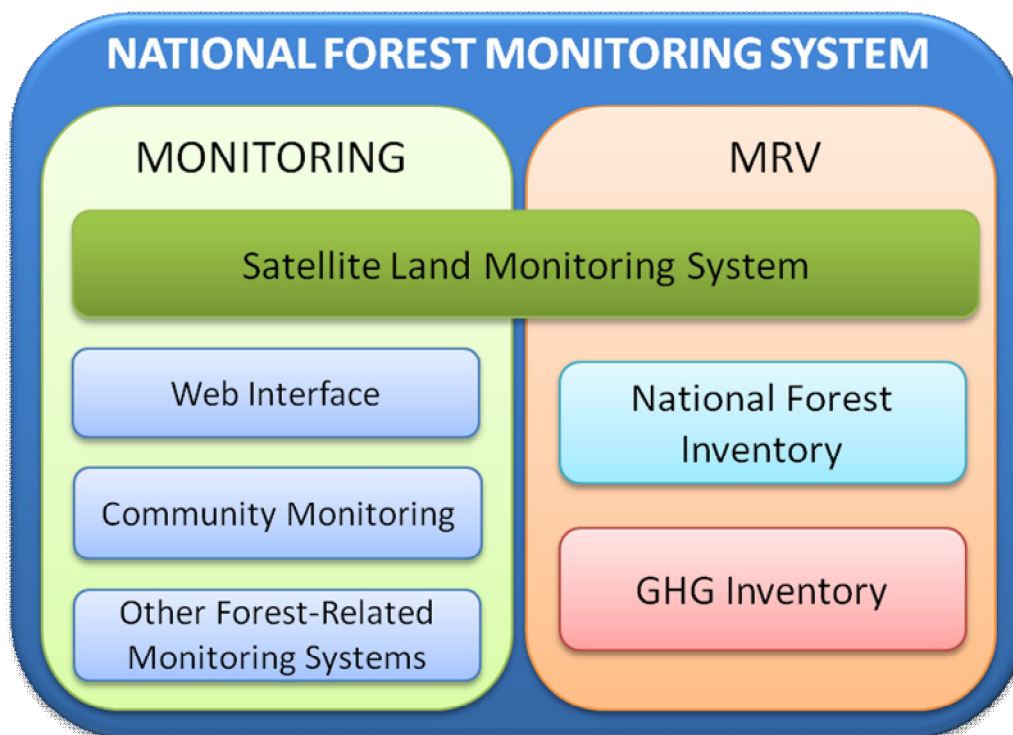 NATIONAL FOREST MONITORING SYSTEM
MONITORING
MRV
Satellite Land Monitoring System
Web Interface
Community Monitoring
Other Forest-Related
Monitoring Systems
National Forest
Inventory
GHG Inventory